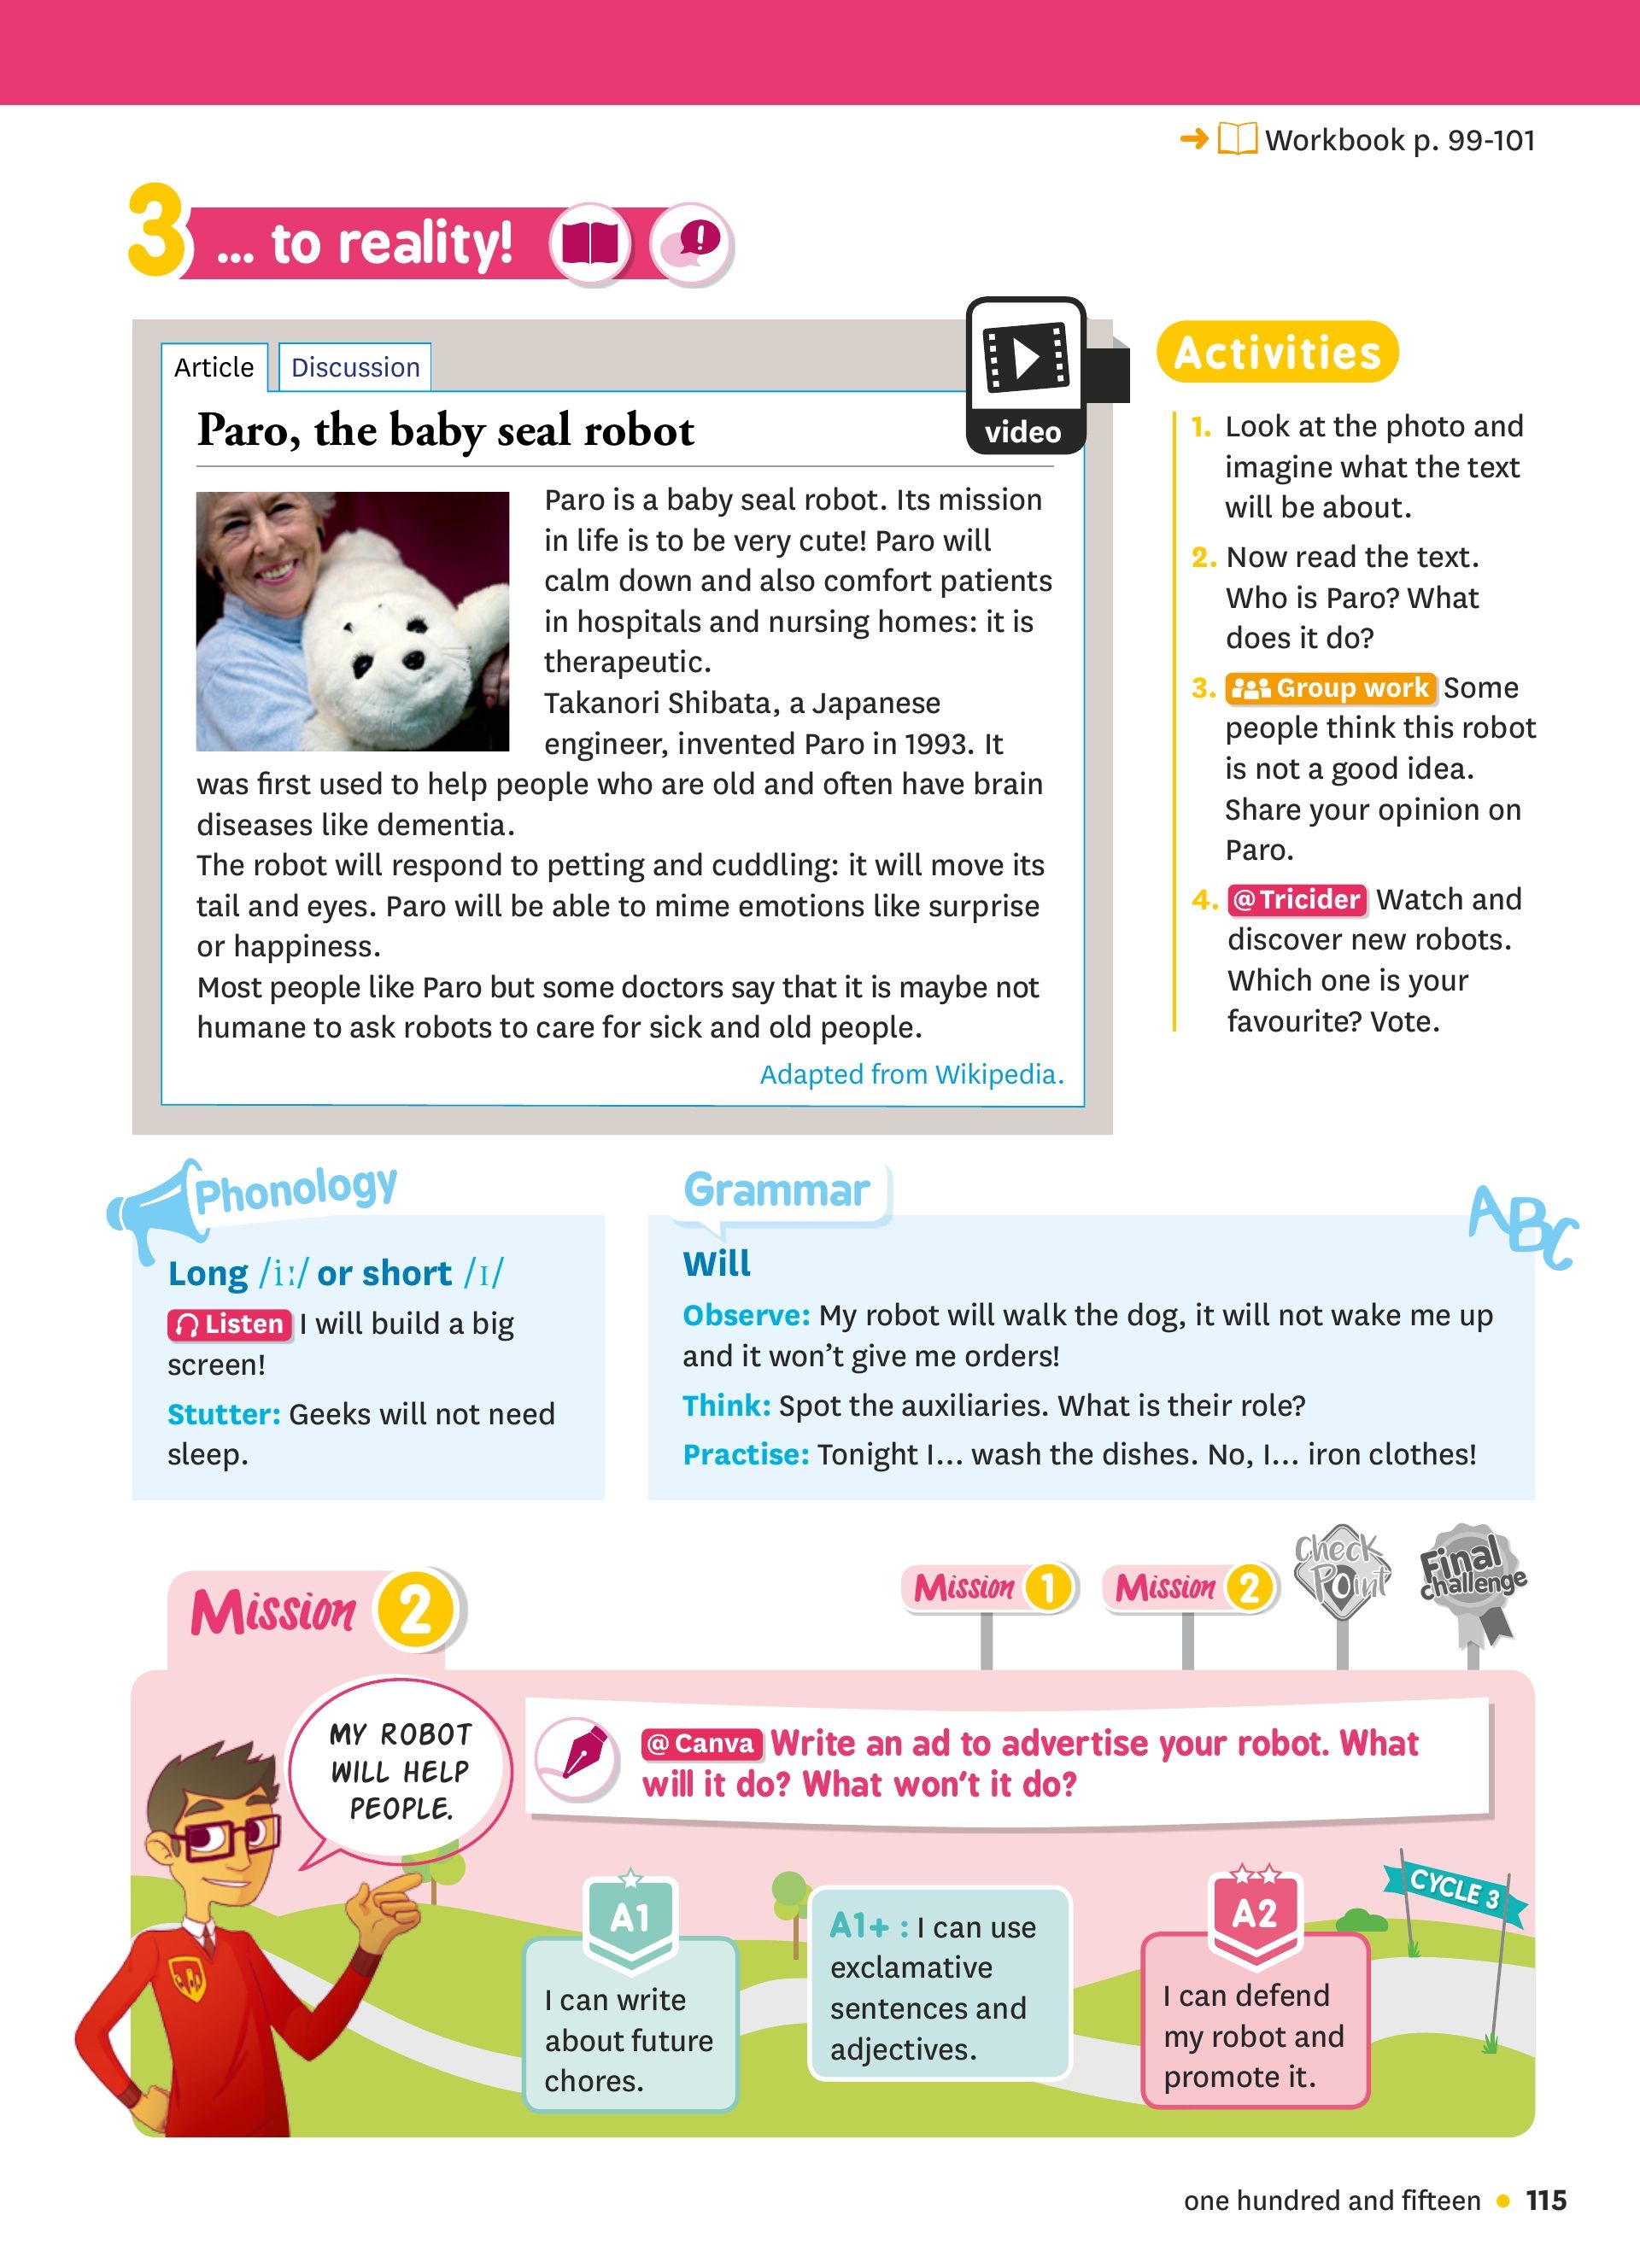 Workbook p. 99-101
3 ... to reality!
Article
Discussion
video
Paro, the baby seal robot
Paro is a baby seal robot. Its mission
in life is to be very cute! Paro will
calm down and also comfort patients
in hospitals and nursing homes: it is
therapeutic.
Takanori Shibata, a Japanese
engineer, invented Paro in 1993. It
was first used to help people who are old and often have brain
diseases like dementia.
The robot will respond to petting and cuddling: it will move its
tail and eyes. Paro will be able to mime emotions like surprise
or happiness.
Most people like Paro but some doctors say that it is maybe not
humane to ask robots to care for sick and old people.
Adapted from Wikipedia.
Activities
1. Look at the photo and
imagine what the text
will be about.
2. Now read the text.
Who is Paro? What
does it do?
3. Group work Some
people think this robot
is not a good idea.
Share your opinion on
Paro.
4. @ Tricider Watch and
discover new robots.
Which one is your
favourite? Vote.
Phonology
Long /iː/ or short /ɪ/
Listen I will build a big
screen!
Stutter: Geeks will not need
sleep.
Grammar
ABC
Will
Observe: My robot will walk the dog, it will not wake me up
and it won't give me orders!
Think: Spot the auxiliaries. What is their role?
Practise: Tonight I... wash the dishes. No, I... iron clothes!
Mission 2
Mission 1
Mission 2
Check Point
Final challenge
MY ROBOT
WILL HELP
PEOPLE.
@ Canva Write an ad to advertise your robot. What
will it do? What won't it do?
A1
I can write
about future
chores.
A1+ : I can use
exclamative
sentences and
adjectives.
A2
I can defend
my robot and
promote it.
CYCLE 3
one hundred and fifteen • 115